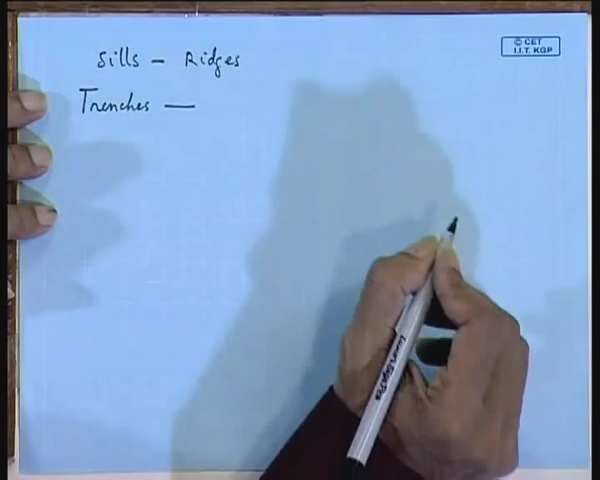 Sills - Ridges
Trenches —
© CET
I.I.T. KGP